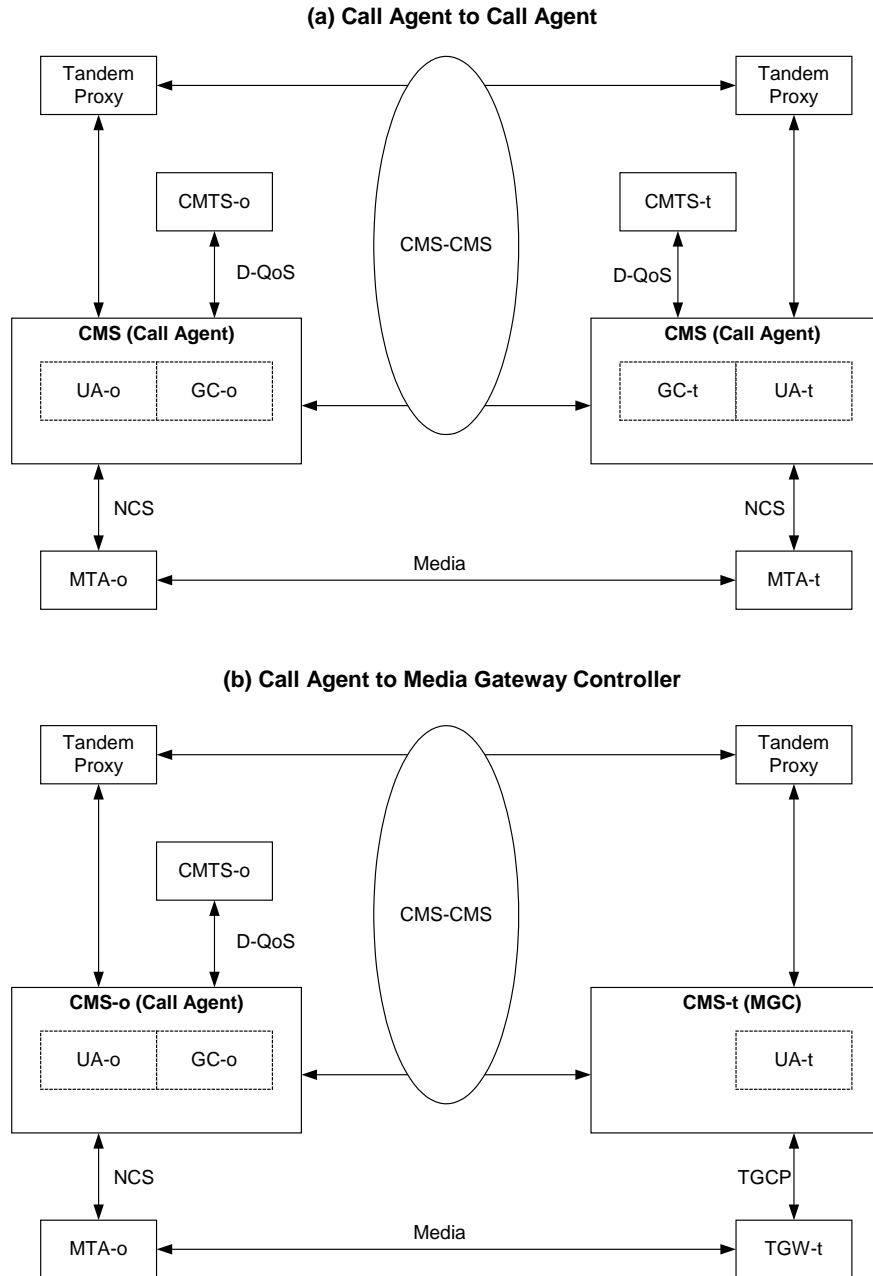 (a) Call Agent to Call Agent
Tandem
Proxy
Tandem
Proxy
CMTS-o
CMTS-t
CMS-CMS
D-QoS
D-QoS
CMS (Call Agent)
CMS (Call Agent)
UA-o
GC-o
GC-t
UA-t
NCS
NCS
Media
MTA-o
MTA-t
(b) Call Agent to Media Gateway Controller
Tandem
Proxy
Tandem
Proxy
CMTS-o
CMS-CMS
D-QoS
CMS-o (Call Agent)
CMS-t (MGC)
UA-o
GC-o
UA-t
NCS
TGCP
Media
MTA-o
TGW-t